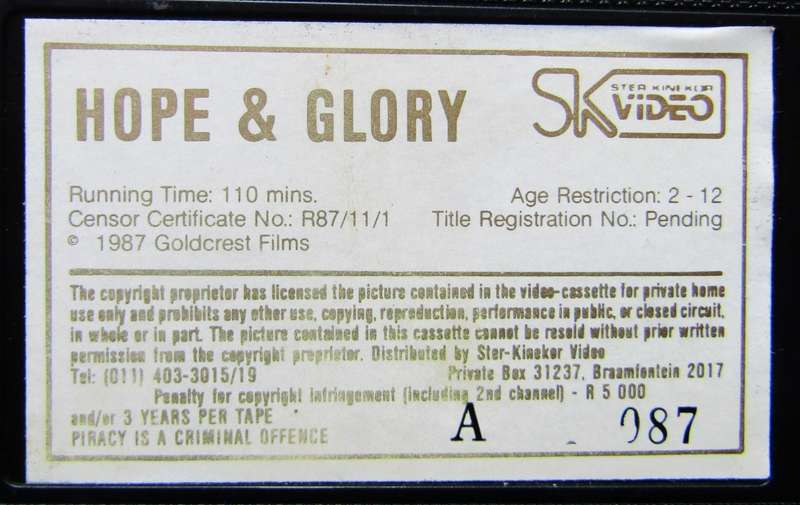 HOPE & GLORY
SK STER KINEKOR VIDEO
Running Time: 110 mins. Age Restriction: 2 - 12
Censor Certificate No.: R87/11/1 Title Registration No.: Pending
© 1987 Goldcrest Films
The copyright proprietor has licensed the picture contained in the video-cassette for private home
use only and prohibits any other use, copying, reproduction, performance in public, or closed circuit,
in whole or in part. The picture contained in this cassette cannot be resold without prior written
permission from the copyright proprietor. Distributed by Ster-Kinekor Video
Tel: (011) 403-3015/19 Private Box 31237, Braamfontein 2017
Penalty for copyright infringement (including 2nd channel) - R 5 000
and/or 3 YEARS PER TAPE
PIRACY IS A CRIMINAL OFFENCE
A 087